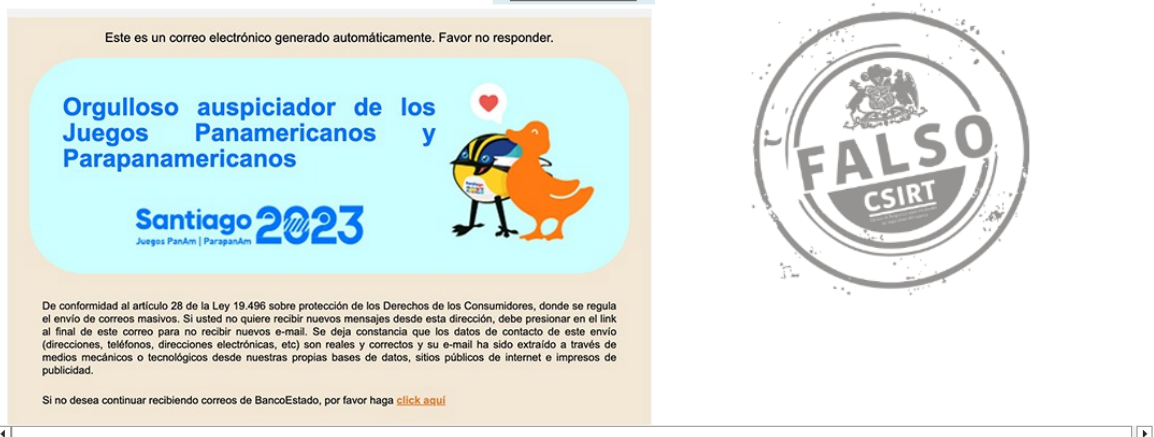 Este es un correo electrónico generado automáticamente. Favor no responder.
Orgulloso auspiciador de los
Juegos Panamericanos y
Parapanamericanos
Santiago 2023
Juegos PanAm | ParapanAm
De conformidad al artículo 28 de la Ley 19.496 sobre protección de los Derechos de los Consumidores, donde se regula
el envío de correos masivos. Si usted no quiere recibir nuevos mensajes desde esta dirección, debe presionar en el link
al final de este correo para no recibir nuevos e-mail. Se deja constancia que los datos de contacto de este envío
(direcciones, teléfonos, direcciones electrónicas, etc) son reales y correctos y su e-mail ha sido extraído a través de
medios mecánicos o tecnológicos desde nuestras propias bases de datos, sitios públicos de internet e impresos de
publicidad.
Si no desea continuar recibiendo correos de BancoEstado, por favor haga click aquí
FALSO
CSIRT